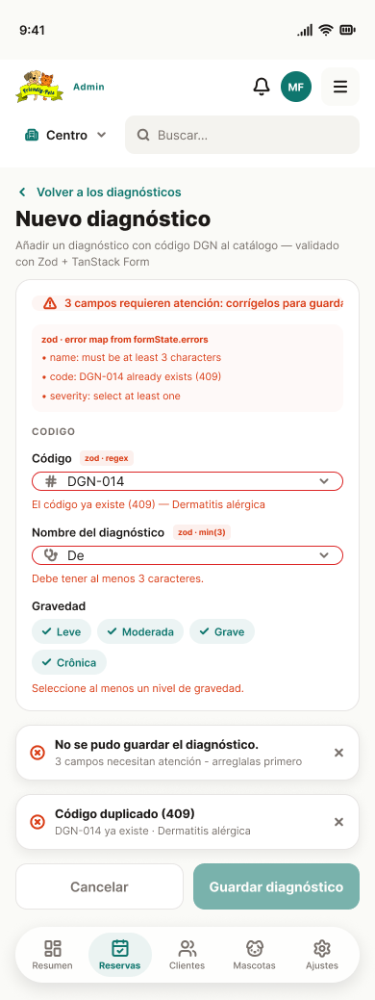 9:41
Friendly-Pets
Admin
MF
Centro
Buscar...
Volver a los diagnósticos
Nuevo diagnóstico
Añadir un diagnóstico con código DGN al catálogo — validado
con Zod + TanStack Form
3 campos requieren atención: corrígelos para guarda
zod · error map from formState.errors
• name: must be at least 3 characters
• code: DGN-014 already exists (409)
• severity: select at least one
CODIGO
Código zod · regex
# DGN-014
El código ya existe (409) — Dermatitis alérgica
Nombre del diagnóstico zod · min(3)
De
Debe tener al menos 3 caracteres.
Gravedad
Leve Moderada Grave
Crônica
Seleccione al menos un nivel de gravedad.
No se pudo guardar el diagnóstico.
3 campos necesitan atención - arreglalas primero
Código duplicado (409)
DGN-014 ya existe · Dermatitis alérgica
Cancelar Guardar diagnóstico
Resumen Reservas Clientes Mascotas Ajustes